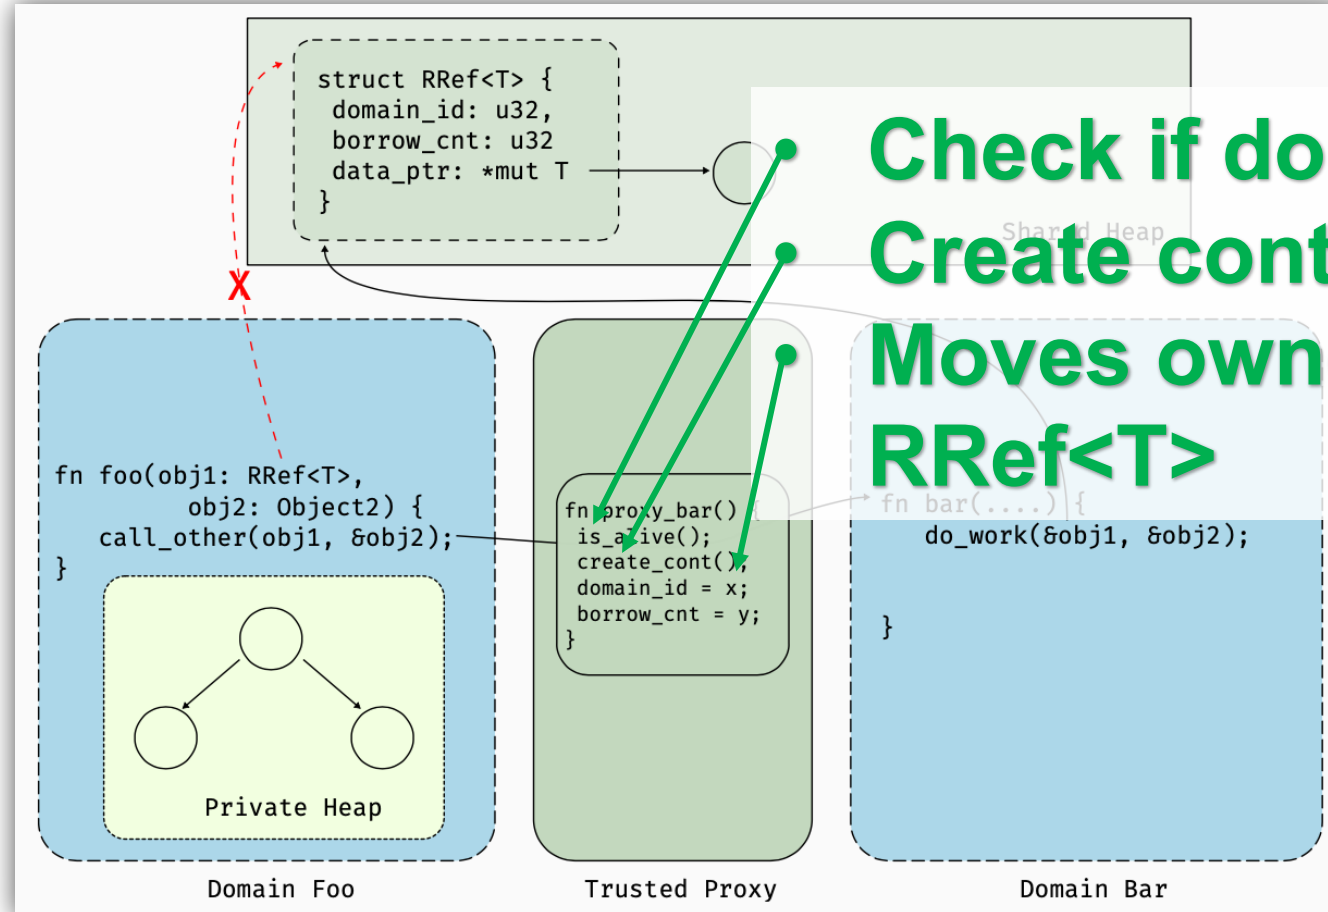 struct RRef<T> {
domain_id: u32,
borrow_cnt: u32
data_ptr: *mut T
}
Shared Heap
Check if do
Create cont
Moves own
RRef<T>
X
fn foo(obj1: RRef<T>,
obj2: Object2) {
call_other(obj1, &obj2);
}
Private Heap
Domain Foo
fn proxy_bar() {
is_alive();
create_cont();
domain_id = x;
borrow_cnt = y;
}
Trusted Proxy
fn bar(....) {
do_work(&obj1, &obj2);
}
Domain Bar